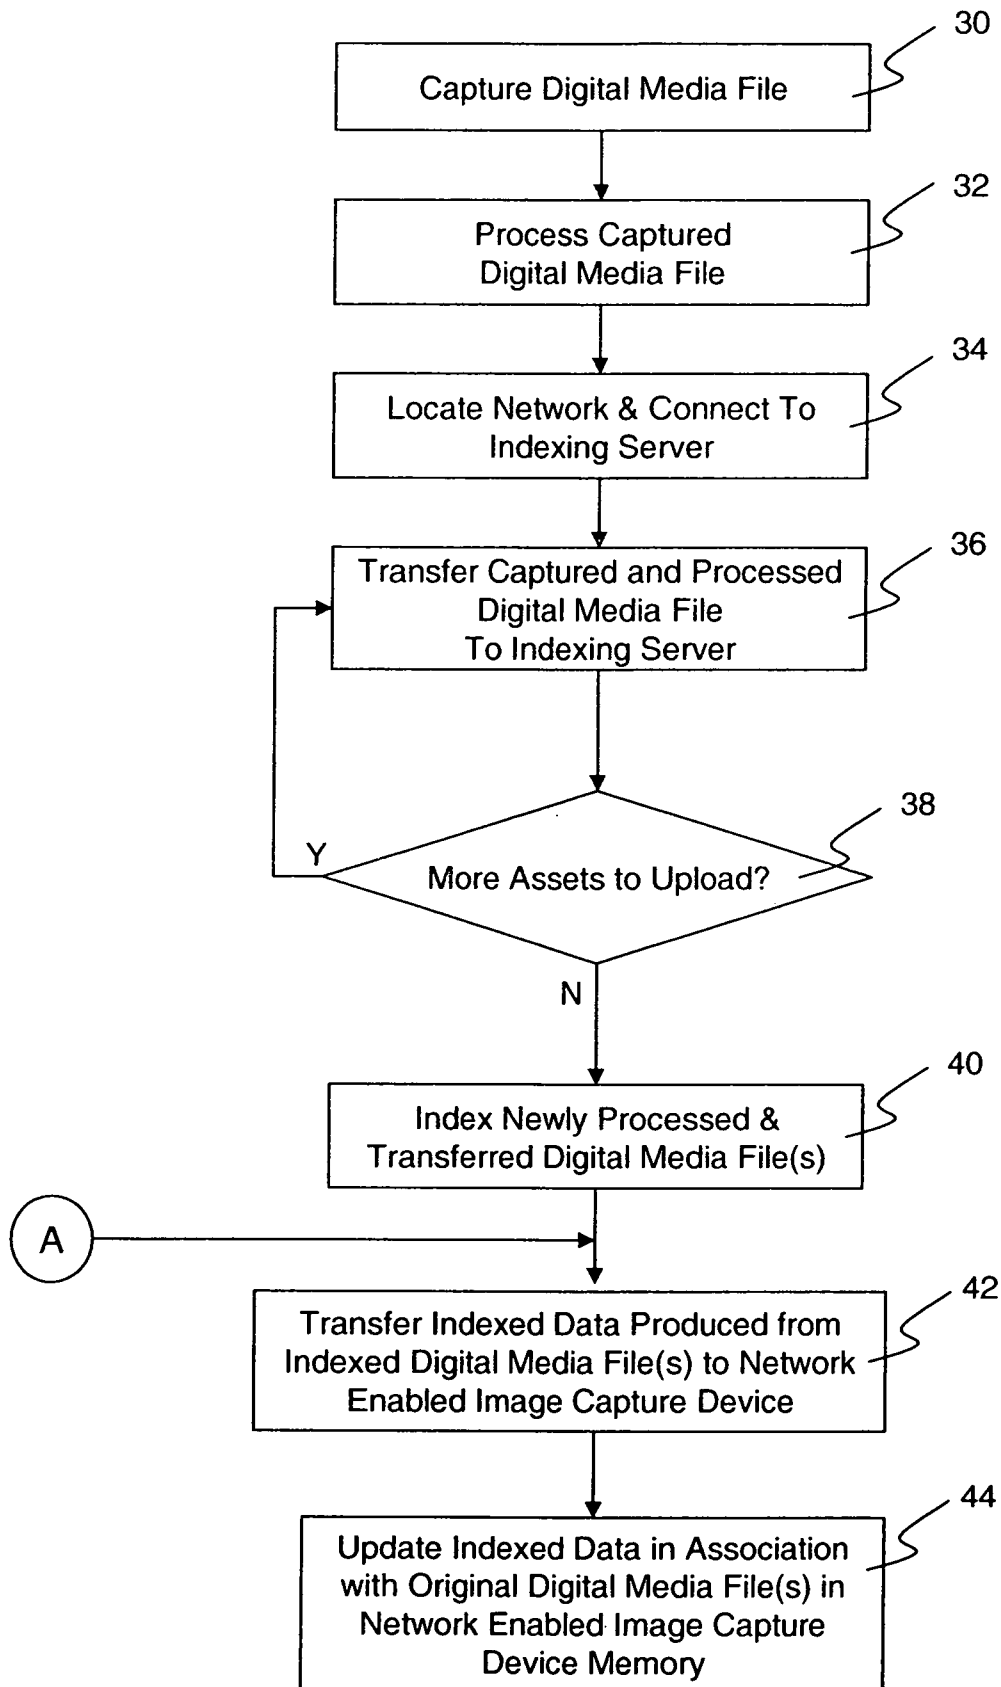 30
Capture Digital Media File
32
Process Captured
Digital Media File
34
Locate Network & Connect To
Indexing Server
36
Transfer Captured and Processed
Digital Media File
To Indexing Server
38
Y
More Assets to Upload?
N
40
Index Newly Processed &
Transferred Digital Media File(s)
A
42
Transfer Indexed Data Produced from
Indexed Digital Media File(s) to Network
Enabled Image Capture Device
44
Update Indexed Data in Association
with Original Digital Media File(s) in
Network Enabled Image Capture
Device Memory